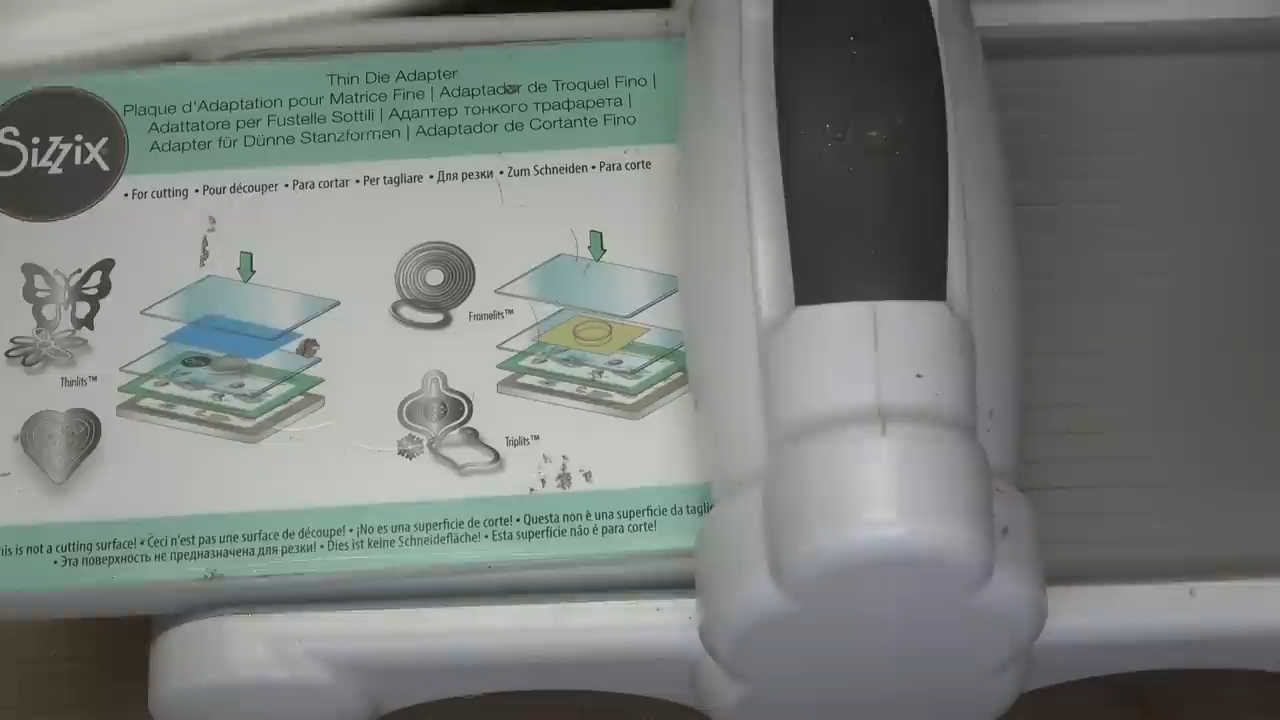 Sizzix
Thin Die Adapter
Plaque d'Adaptation pour Matrice Fine | Adaptador de Troquel Fino |
Adattatore per Fustelle Sottili | Адаптер тонкого трафарета |
Adapter für Dünne Stanzformen | Adaptador de Cortante Fino
• For cutting • Pour découper • Para cortar • Per tagliare • Для резки • Zum Schneiden • Para corte
Framelits™
Thinlits™
Triplits™
is is not a cutting surface! • Ceci n'est pas une surface de découpe! • ¡No es una superficie de corte! • Questa non è una superficie da taglie
• Эта поверхность не предназначена для резки! • Dies ist keine Schneidefläche! • Esta superfície não é para corte!